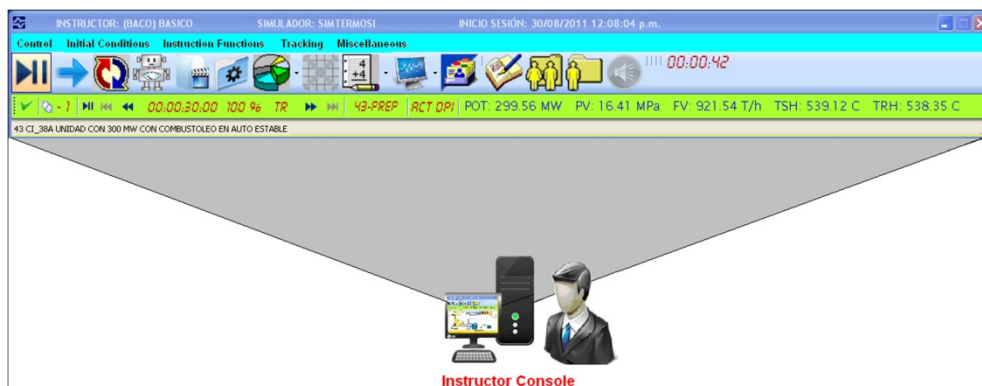 INSTRUCTOR: (BACO) BASICO SIMULADOR: SIMTERMOSI INICIO SESIÓN: 30/08/2011 12:08:04 p.m.
Control Initial Conditions Instruction Functions Tracking Miscellaneous
4
+4
00:00:42
- 1 00:00:30:00 100 % TR 43-PREP ACT DPI POT: 299.56 MW PV: 16.41 MPa FV: 921.54 T/h TSH: 539.12 C TRH: 538.35 C
43 CI_38A UNIDAD CON 300 MW CON COMBUSTOLEO EN AUTO ESTABLE
Instructor Console